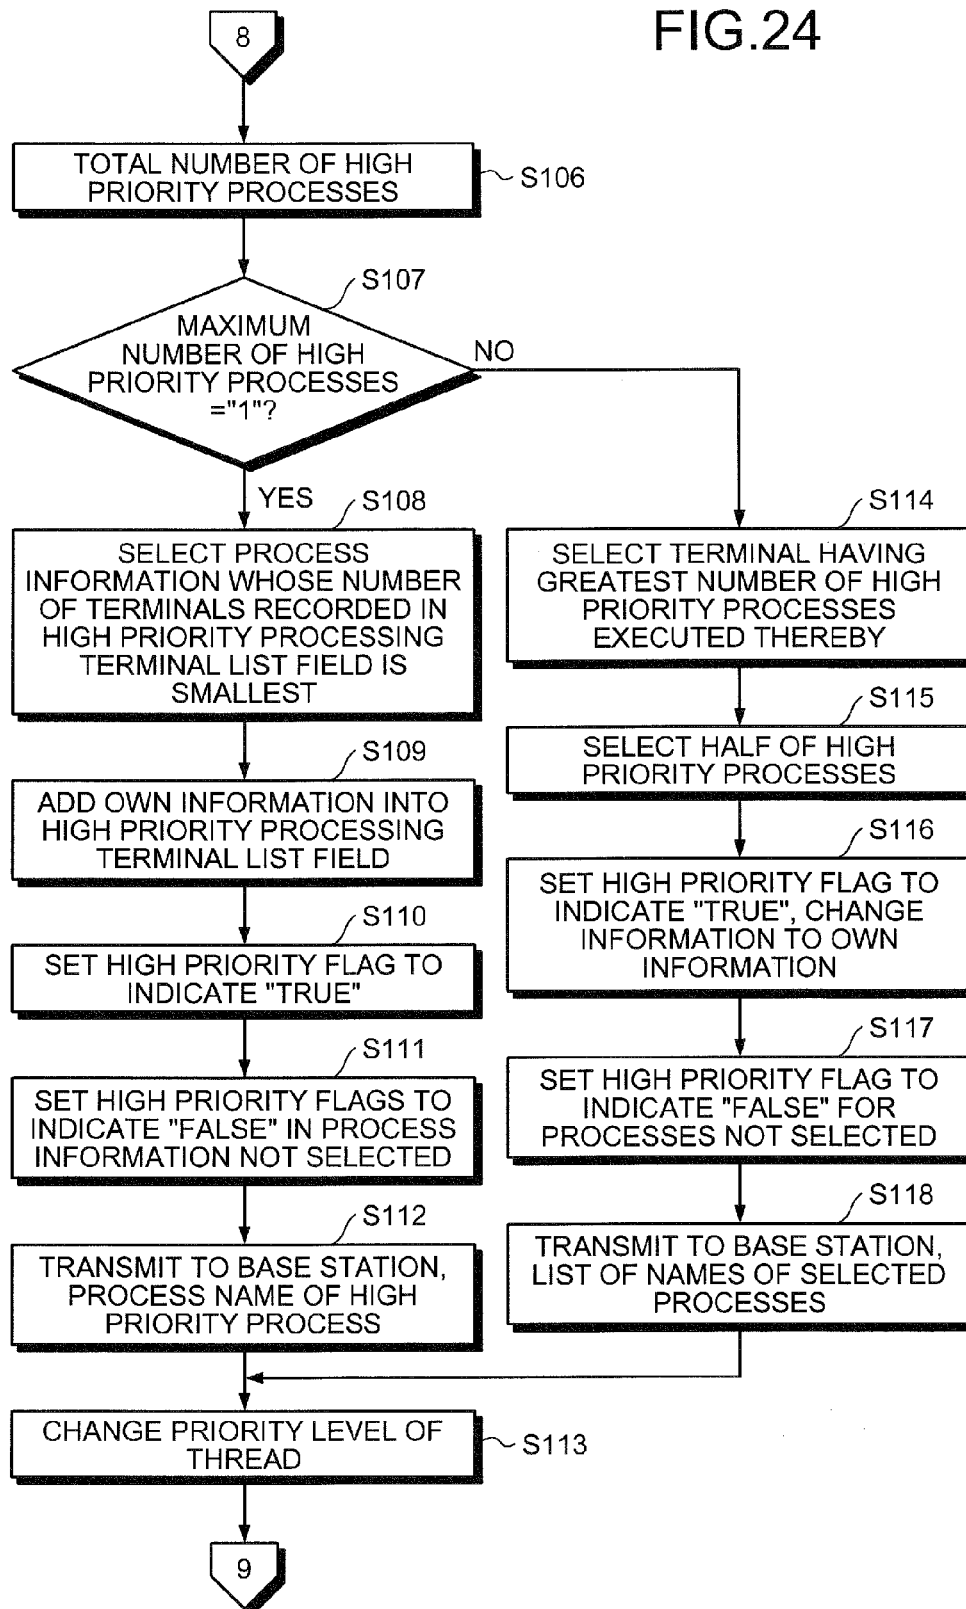 FIG.24
8
TOTAL NUMBER OF HIGH
PRIORITY PROCESSES
S106
S107
MAXIMUM
NUMBER OF HIGH
PRIORITY PROCESSES
="1"?
NO
YES
S108
SELECT PROCESS
INFORMATION WHOSE NUMBER
OF TERMINALS RECORDED IN
HIGH PRIORITY PROCESSING
TERMINAL LIST FIELD IS
SMALLEST
S109
ADD OWN INFORMATION INTO
HIGH PRIORITY PROCESSING
TERMINAL LIST FIELD
S110
SET HIGH PRIORITY FLAG TO
INDICATE "TRUE"
S111
SET HIGH PRIORITY FLAGS TO
INDICATE "FALSE" IN PROCESS
INFORMATION NOT SELECTED
S112
TRANSMIT TO BASE STATION,
PROCESS NAME OF HIGH
PRIORITY PROCESS
S114
SELECT TERMINAL HAVING
GREATEST NUMBER OF HIGH
PRIORITY PROCESSES
EXECUTED THEREBY
S115
SELECT HALF OF HIGH
PRIORITY PROCESSES
S116
SET HIGH PRIORITY FLAG TO
INDICATE "TRUE", CHANGE
INFORMATION TO OWN
INFORMATION
S117
SET HIGH PRIORITY FLAG TO
INDICATE "FALSE" FOR
PROCESSES NOT SELECTED
S118
TRANSMIT TO BASE STATION,
LIST OF NAMES OF SELECTED
PROCESSES
CHANGE PRIORITY LEVEL OF
THREAD
S113
9